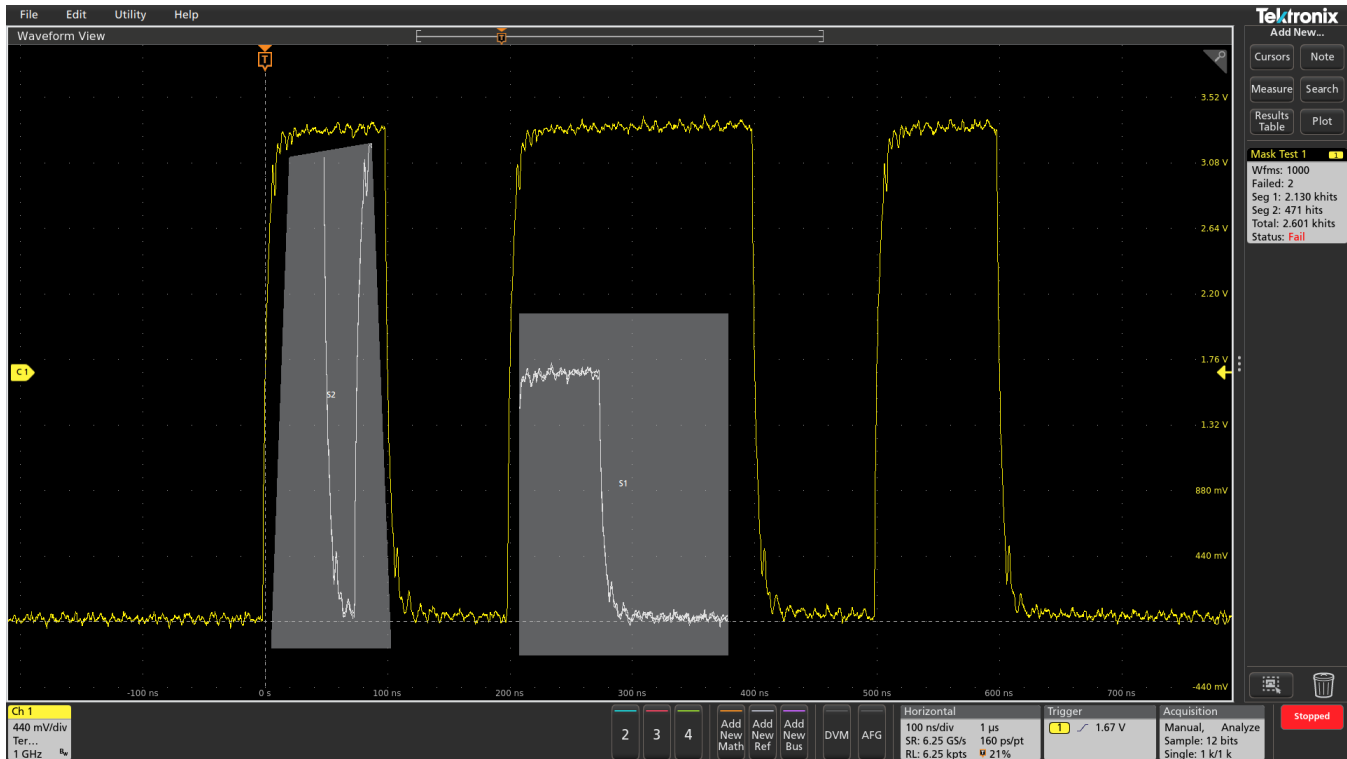 File Edit Utility Help
Tektronix
Waveform View
Add New...
T
T
Cursors Note
Measure Search
Results Table Plot
Mask Test 1 1
Wfms: 1000
Failed: 2
Seg 1: 2.130 khits
Seg 2: 471 hits
Total: 2.601 khits
Status: Fail
3.52 V
3.08 V
2.64 V
2.20 V
1.76 V
C 1
S2
1.32 V
S1
880 mV
440 mV
-440 mV
-100 ns 0 s 100 ns 200 ns 300 ns 400 ns 500 ns 600 ns 700 ns
Ch 1
440 mV/div
Ter...
1 GHz Bw
2 3 4
Add New Math
Add New Ref
Add New Bus
DVM AFG
Horizontal
100 ns/div 1 µs
SR: 6.25 GS/s 160 ps/pt
RL: 6.25 kpts T 21%
Trigger
1 1.67 V
Acquisition
Manual, Analyze
Sample: 12 bits
Single: 1 k/1 k
Stopped